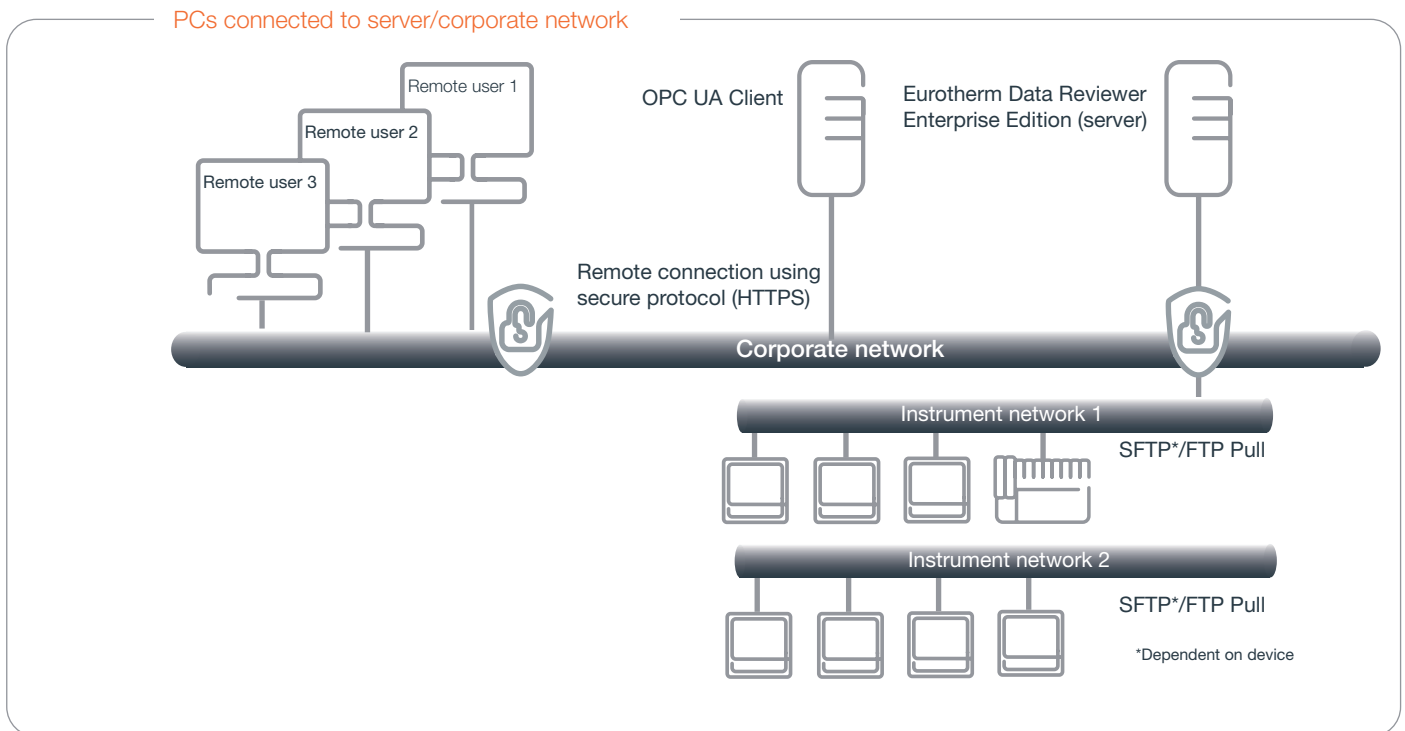 PCs connected to server/corporate network
Remote user 1
Remote user 2
Remote user 3
OPC UA Client
Eurotherm Data Reviewer
Enterprise Edition (server)
Remote connection using
secure protocol (HTTPS)
Corporate network
Instrument network 1
SFTP*/FTP Pull
Instrument network 2
SFTP*/FTP Pull
*Dependent on device